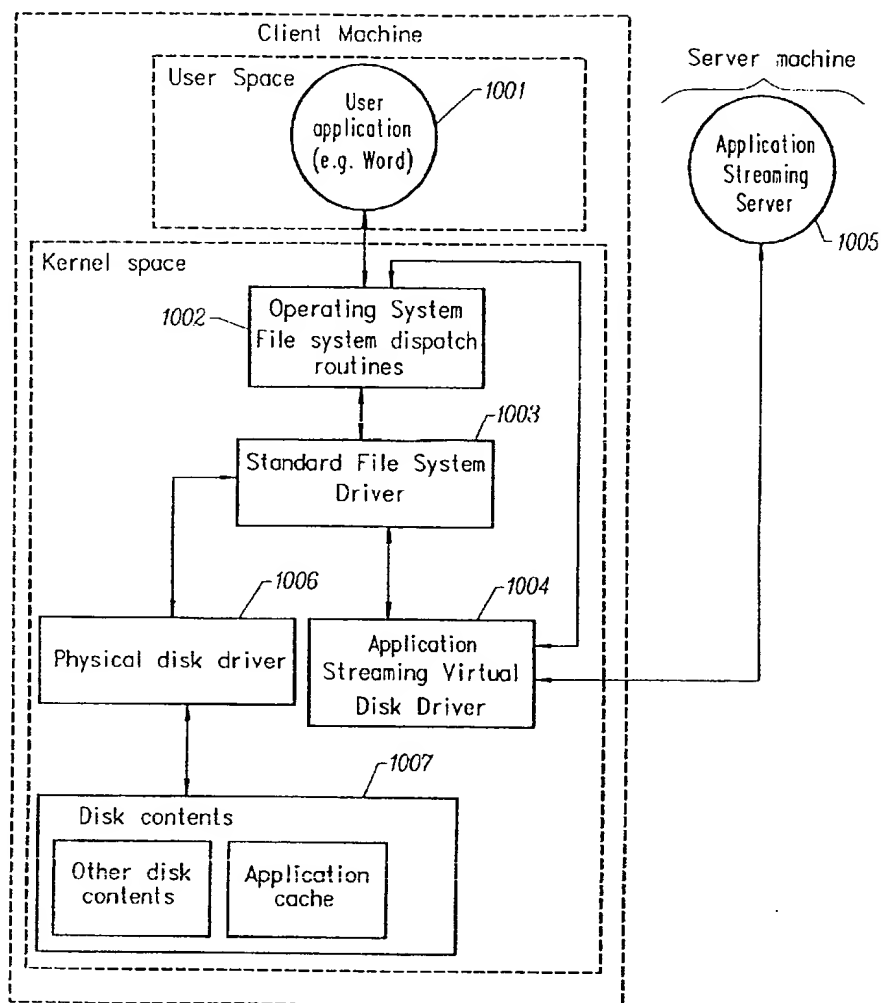 Client Machine
User Space
User
application
(e.g. Word)
1001
Server machine
Application
Streaming
Server
1005
Kernel space
1002
Operating System
File system dispatch
routines
1003
Standard File System
Driver
1006
Physical disk driver
1004
Application
Streaming Virtual
Disk Driver
1007
Disk contents
Other disk
contents
Application
cache